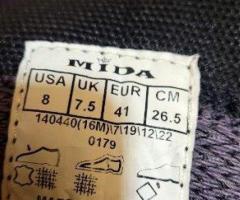 MIDA
USA UK EUR CM
8 7.5 41 26.5
140440(16M)\7\19\12\22
0179